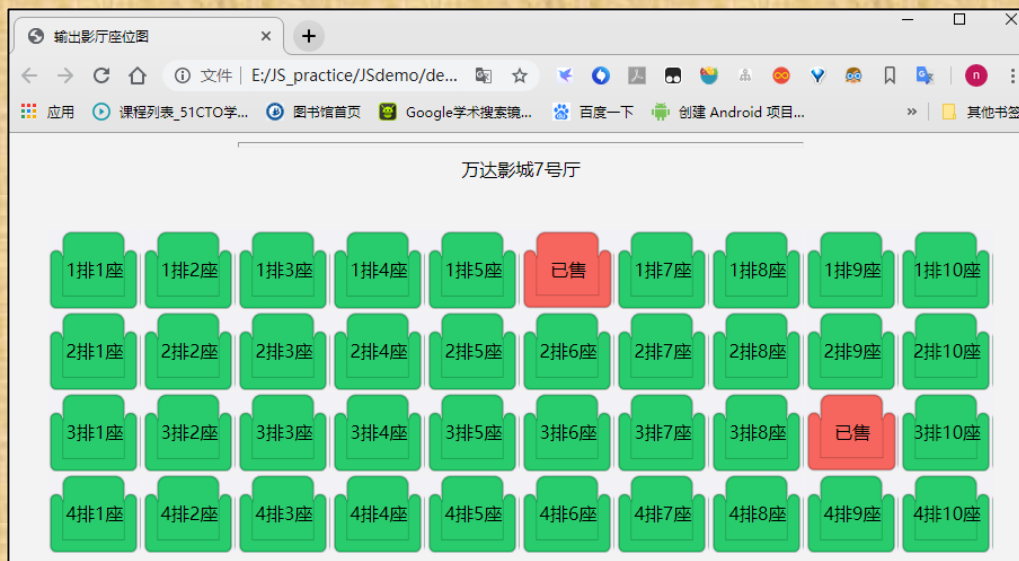 输出影厅座位图
文件 E:/JS_practice/JSdemo/de...
应用 课程列表_51CTO学... 图书馆首页 Google学术搜索镜... 百度一下 创建 Android 项目... » 其他书签
万达影城7号厅
1排1座 1排2座 1排3座 1排4座 1排5座 已售 1排7座 1排8座 1排9座 1排10座
2排1座 2排2座 2排3座 2排4座 2排5座 2排6座 2排7座 2排8座 2排9座 2排10座
3排1座 3排2座 3排3座 3排4座 3排5座 3排6座 3排7座 3排8座 已售 3排10座
4排1座 4排2座 4排3座 4排4座 4排5座 4排6座 4排7座 4排8座 4排9座 4排10座